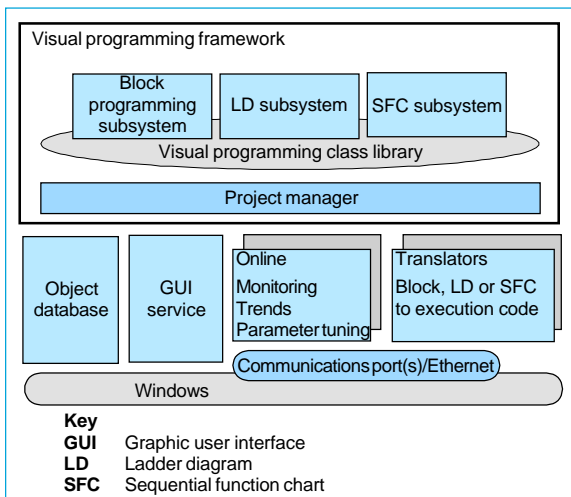 Visual programming framework
Block
programming
subsystem
LD subsystem
SFC subsystem
Visual programming class library
Project manager
Object
database
GUI
service
Online
Monitoring
Trends
Parameter tuning
Translators
Block, LD or SFC
to execution code
Communications port(s)/Ethernet
Windows
Key
GUI Graphic user interface
LD Ladder diagram
SFC Sequential function chart